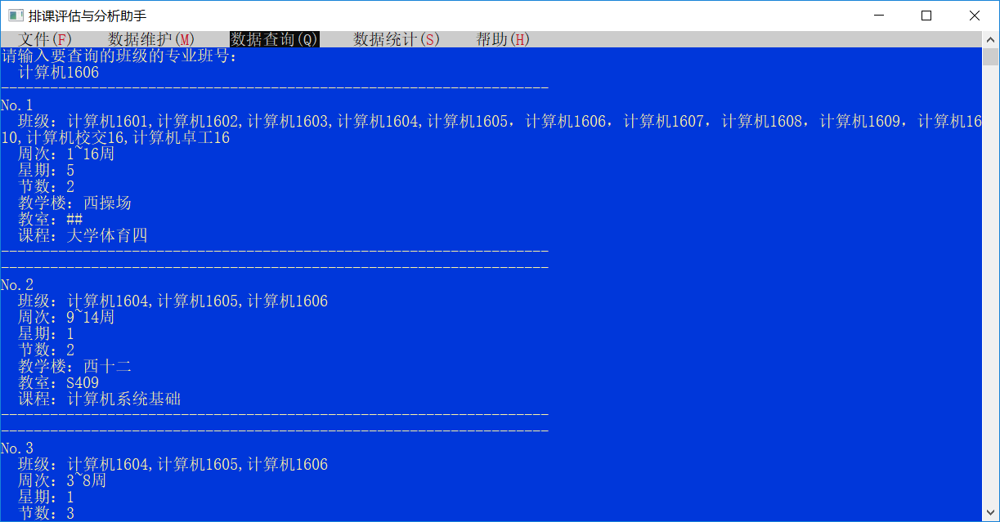 排课评估与分析助手
文件(F) 数据维护(M) 数据查询(Q) 数据统计(S) 帮助(H)
请输入要查询的班级的专业班号:
计算机1606
-------------------------------------------------------------------
No.1
班级: 计算机1601,计算机1602,计算机1603,计算机1604,计算机1605，计算机1606，计算机1607，计算机1608，计算机1609，计算机16
10,计算机校交16,计算机卓工16
周次: 1~16周
星期: 5
节数: 2
教学楼: 西操场
教室: ##
课程: 大学体育四
-------------------------------------------------------------------
-------------------------------------------------------------------
No.2
班级: 计算机1604,计算机1605,计算机1606
周次: 9~14周
星期: 1
节数: 2
教学楼: 西十二
教室: S409
课程: 计算机系统基础
-------------------------------------------------------------------
-------------------------------------------------------------------
No.3
班级: 计算机1604,计算机1605,计算机1606
周次: 3~8周
星期: 1
节数: 3